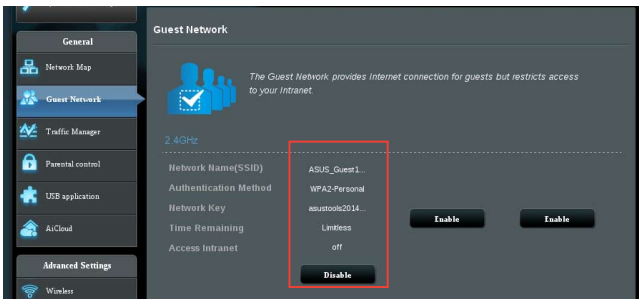 General
Network Map
Guest Network
Traffic Manager
Parental control
USB application
AiCloud
Advanced Settings
Wireless
Guest Network
The Guest Network provides Internet connection for guests but restricts access
to your Intranet.
2.4GHz
Network Name(SSID) ASUS_Guest1...
Authentication Method WPA2-Personal
Network Key asustools2014...
Time Remaining Limitless
Access Intranet off
Enable Enable
Disable